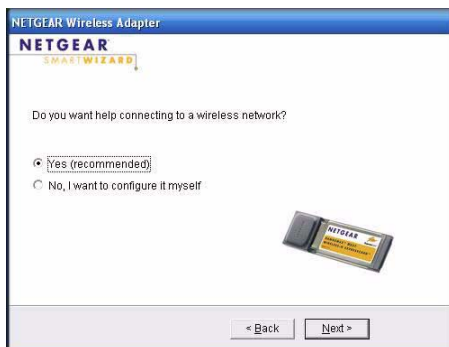 NETGEAR Wireless Adapter
NETGEAR
SMARTWIZARD
Do you want help connecting to a wireless network?
Yes (recommended)
No, I want to configure it myself
NETGEAR
< Back
Next >